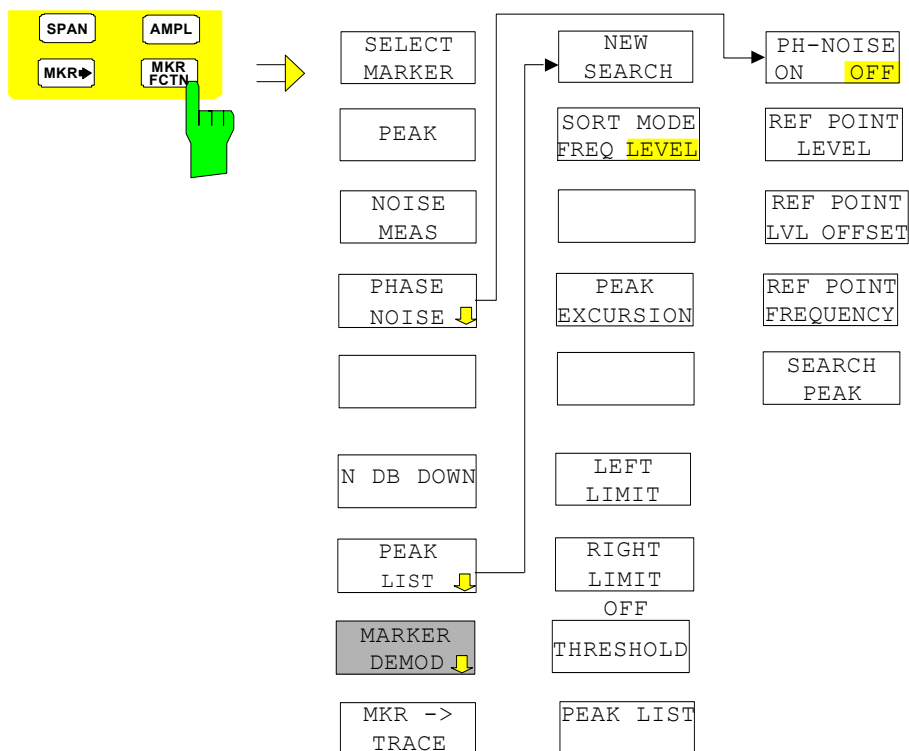 SPAN
AMPL
MKR
MKR
FCTN
SELECT
MARKER
PEAK
NOISE
MEAS
PHASE
NOISE
N DB DOWN
PEAK
LIST
MARKER
DEMOD
MKR ->
TRACE
NEW
SEARCH
SORT MODE
FREQ LEVEL
PEAK
EXCURSION
LEFT
LIMIT
RIGHT
LIMIT
OFF
THRESHOLD
PEAK LIST
PH-NOISE
ON OFF
REF POINT
LEVEL
REF POINT
LVL OFFSET
REF POINT
FREQUENCY
SEARCH
PEAK